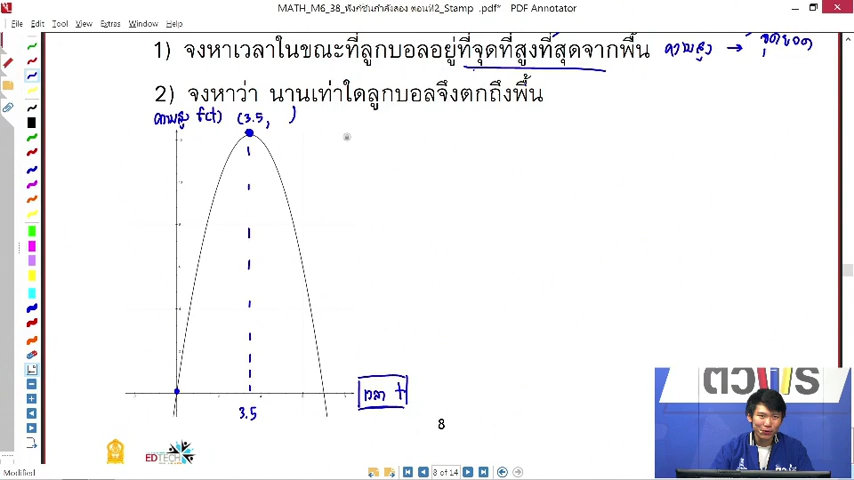 MATH_M6_38_ฟังก์ชันกำลังสอง ตอนที่2_Stamp .pdf* PDF Annotator
File Edit Tool View Extras Window Help
1) จงหาเวลาในขณะที่ลูกบอลอยู่ที่จุดที่สูงที่สุดจากพื้น ความสูง → จุดยอด
2) จงหาว่า นานเท่าใดลูกบอลจึงตกถึงพื้น
ความสูง f(t) (3.5, )
เวลา t
3.5
8
EDTECH
ติวฟรี
3 of 14
Modified